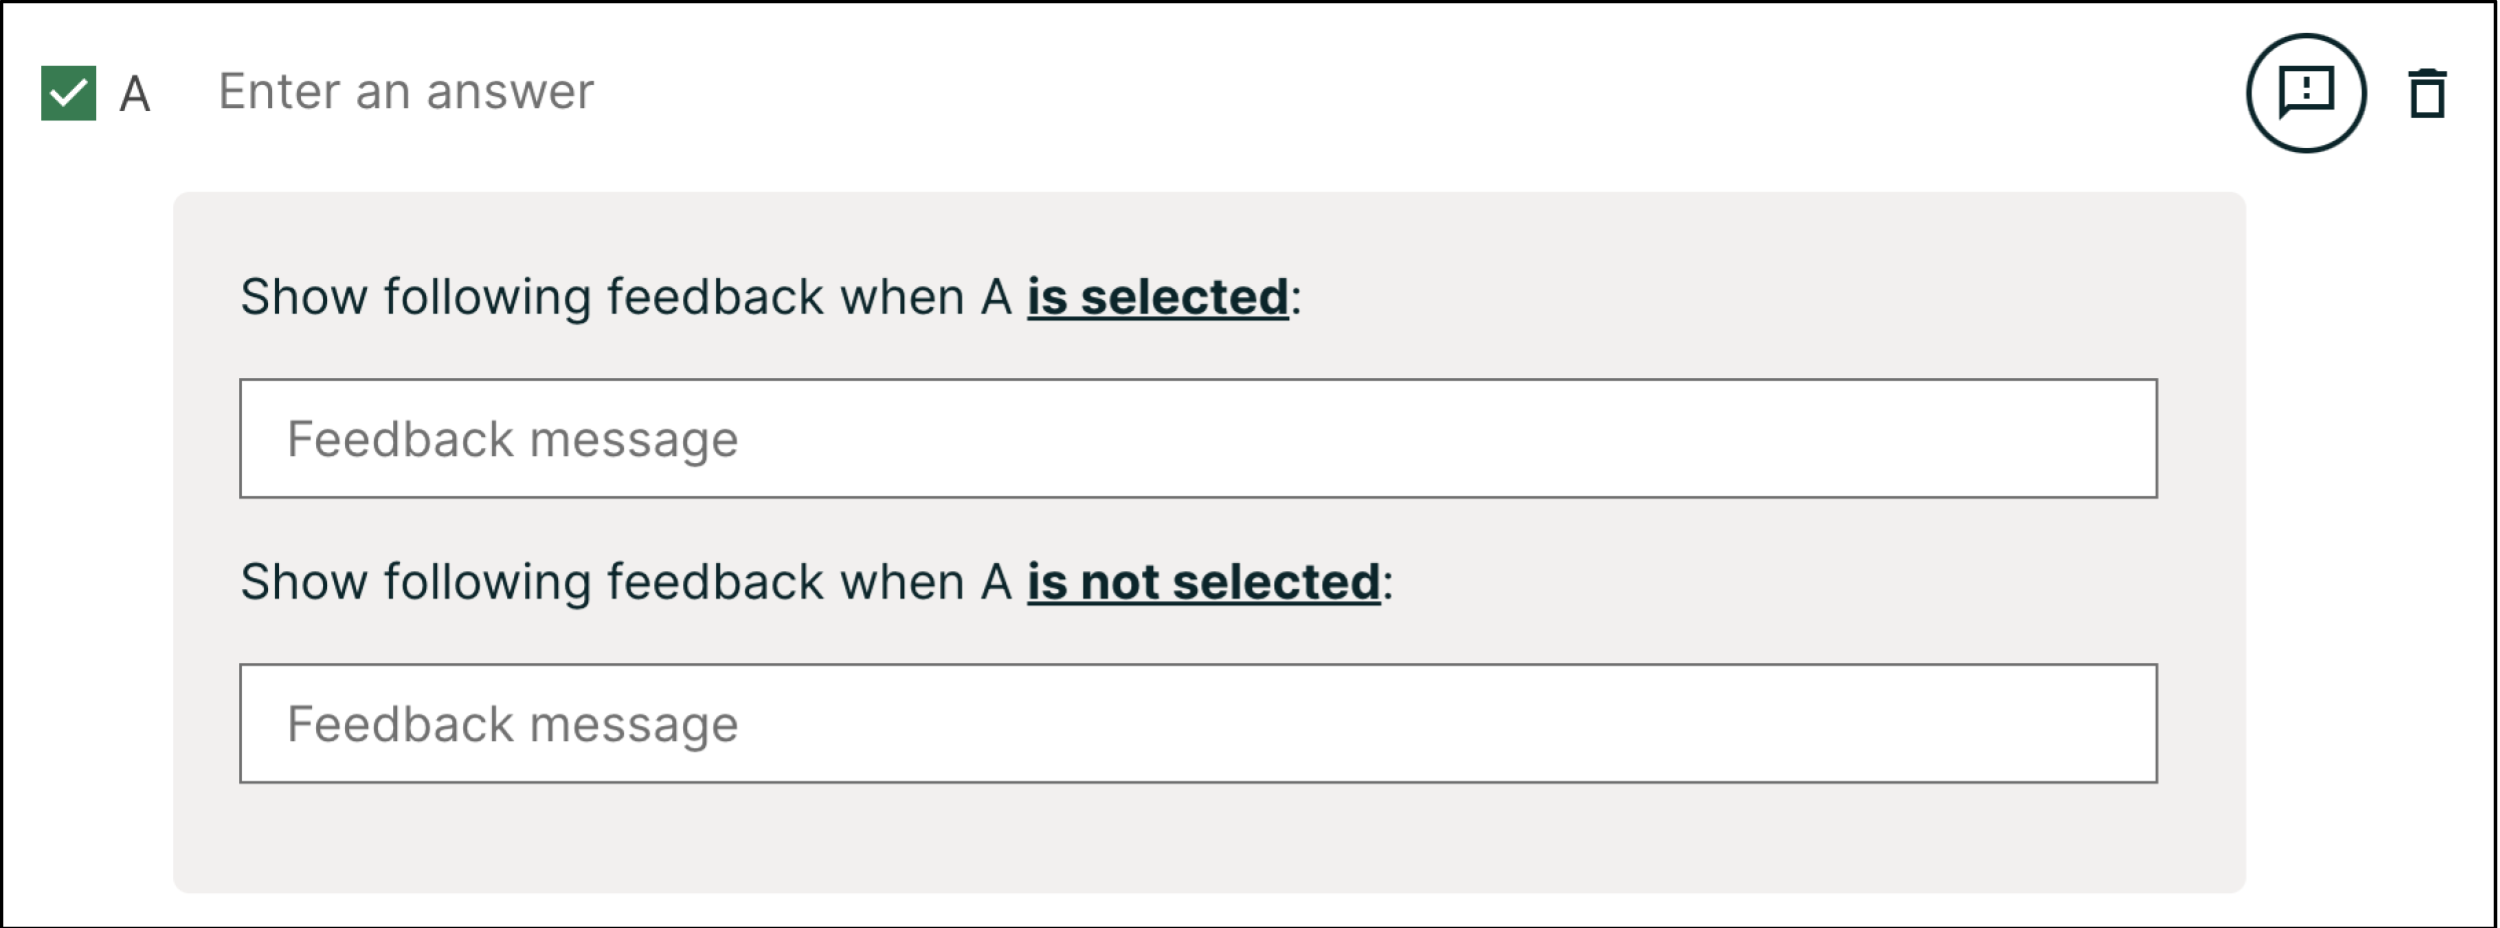 A Enter an answer
Show following feedback when A is selected:
Feedback message
Show following feedback when A is not selected:
Feedback message